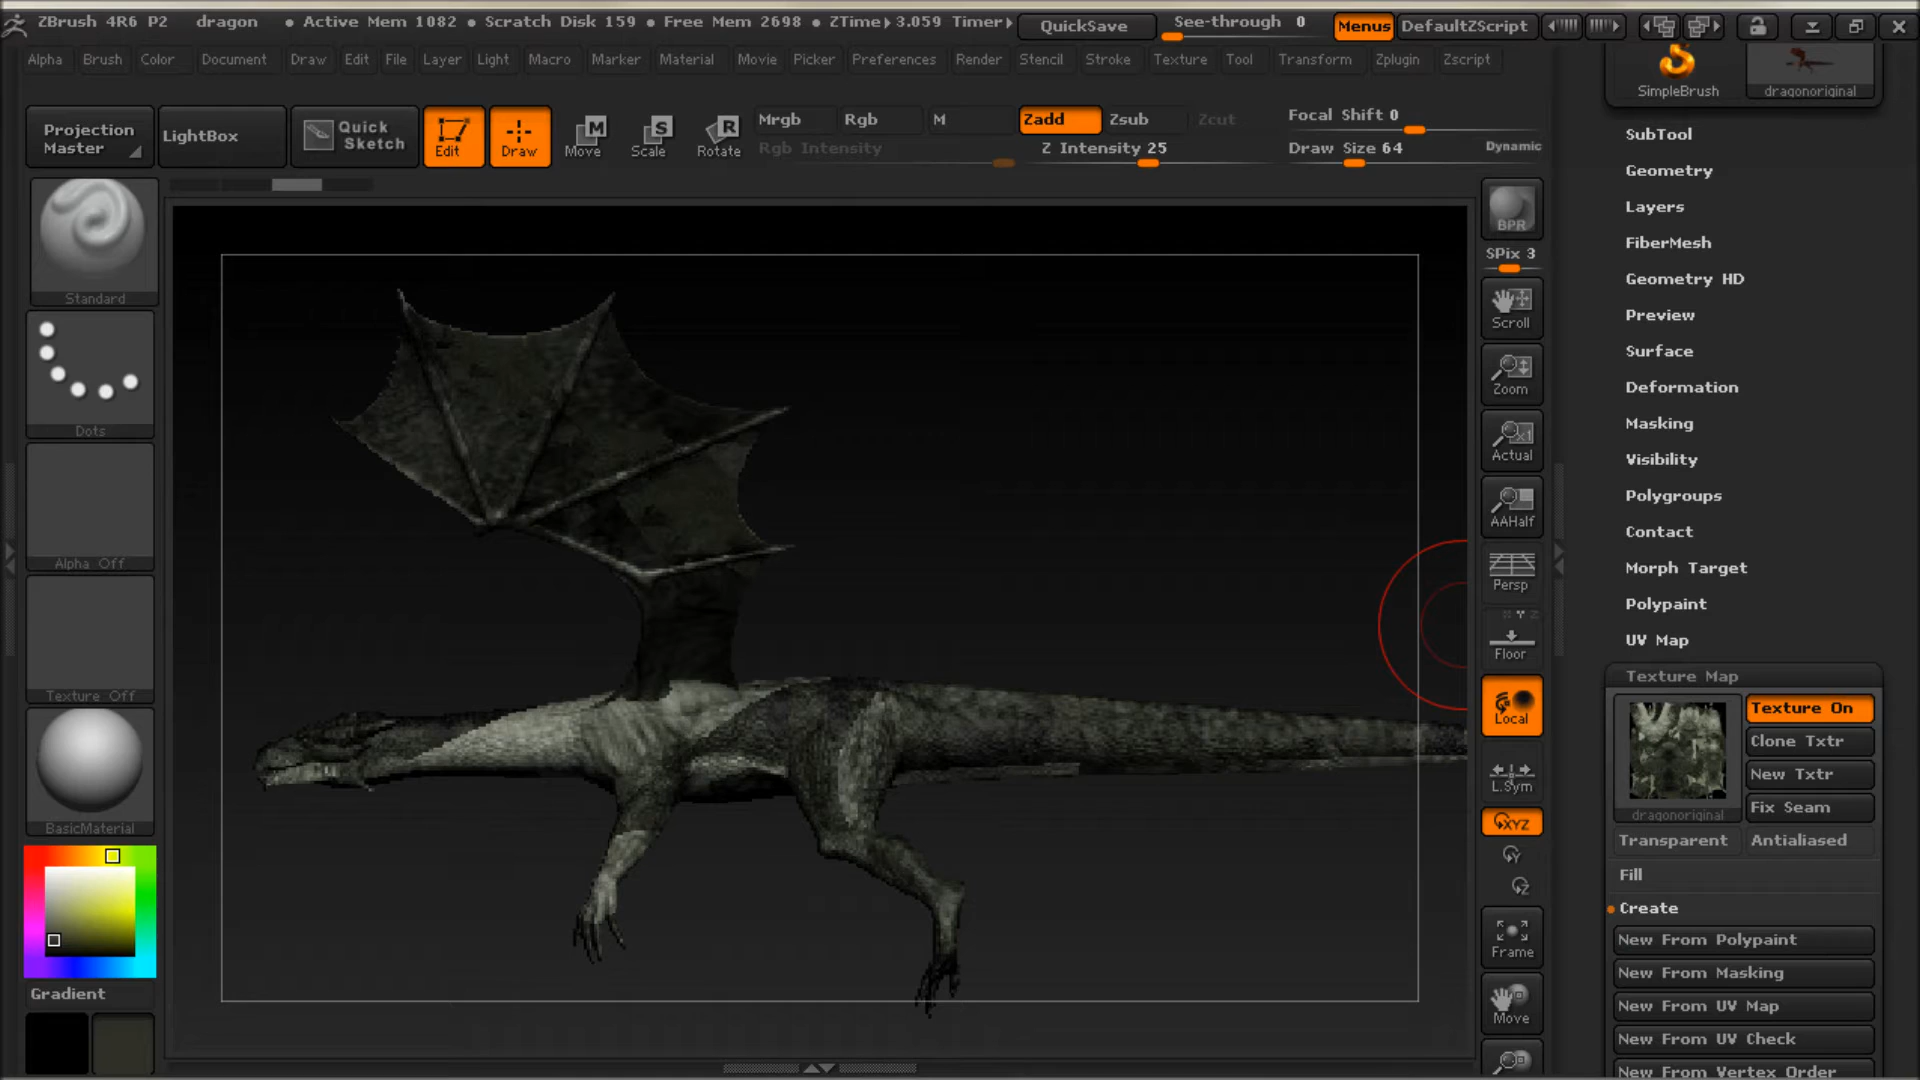 ZBrush 4R6 P2 dragon • Active Mem 1082 • Scratch Disk 159 • Free Mem 2698 • ZTime▸3.059 Timer▸ QuickSave See-through 0 Menus DefaultZScript
Alpha Brush Color Document Draw Edit File Layer Light Macro Marker Material Movie Picker Preferences Render Stencil Stroke Texture Tool Transform Zplugin Zscript
Projection Master
LightBox
Quick Sketch
Edit
Draw
M
Move
S
Scale
R
Rotate
Mrgb Rgb M Zadd Zsub Zcut
Rgb Intensity Z Intensity 25
Focal Shift 0
Draw Size 64 Dynamic
Standard
Dots
Alpha Off
Texture Off
BasicMaterial
Gradient
BPR
SPix 3
Scroll
Zoom
x1
Actual
AAHalf
Persp
X Y Z
Floor
Local
L.Sym
XYZ
Y
Z
Frame
Move
SimpleBrush
dragonoriginal
SubTool
Geometry
Layers
FiberMesh
Geometry HD
Preview
Surface
Deformation
Masking
Visibility
Polygroups
Contact
Morph Target
Polypaint
UV Map
Texture Map
Texture On
Clone Txtr
New Txtr
Fix Seam
dragonoriginal
Transparent Antialiased
Fill
Create
New From Polypaint
New From Masking
New From UV Map
New From UV Check
New From Vertex Order